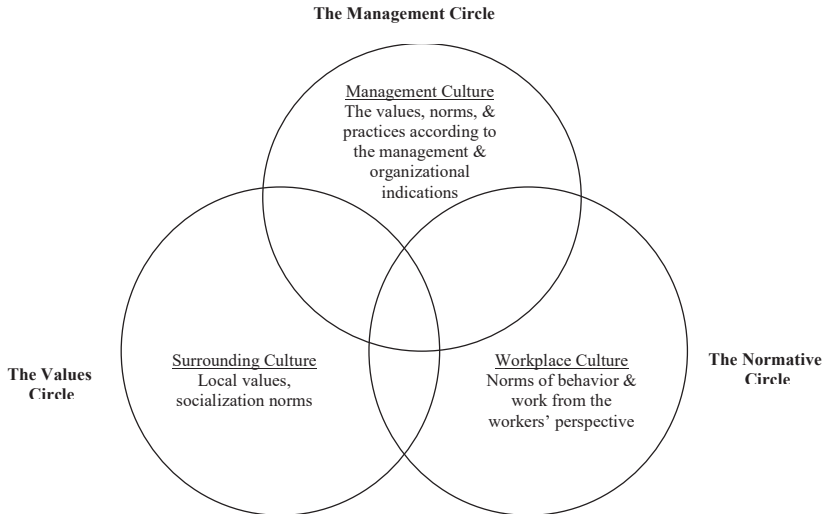 The Management Circle
Management Culture
The values, norms, &
practices according to
the management &
organizational
indications
The Values
Circle
Surrounding Culture
Local values,
socialization norms
Workplace Culture
Norms of behavior &
work from the
workers’ perspective
The Normative
Circle